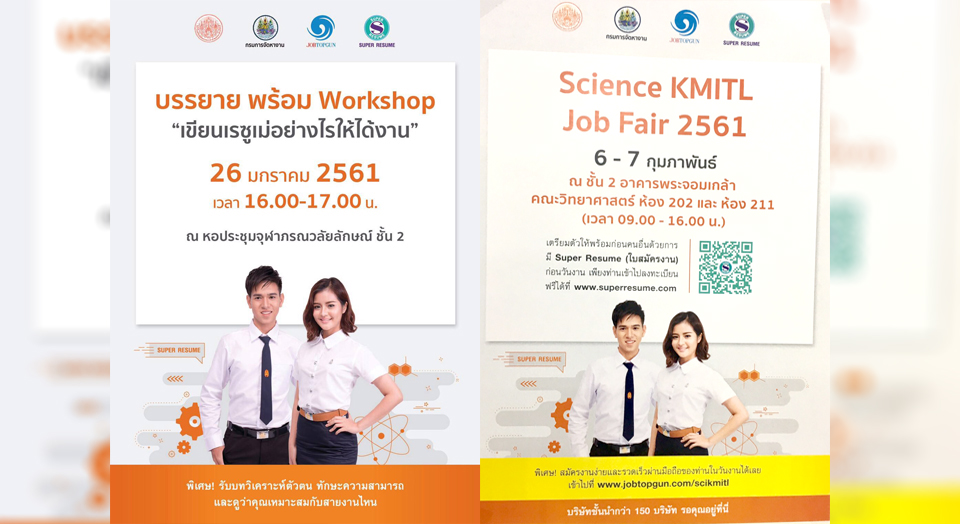 กรมการจัดหางาน
JOBTOPGUN
SUPER RESUME
บรรยาย พร้อม Workshop
“เขียนเรซูเม่อย่างไรให้ได้งาน”
26 มกราคม 2561
เวลา 16.00-17.00 น.
ณ หอประชุมจุฬาภรณวลัยลักษณ์ ชั้น 2
SUPER RESUME
พิเศษ! รับบทวิเคราะห์ตัวตน ทักษะความสามารถ
และดูว่าคุณเหมาะสมกับสายงานไหน
กรมการจัดหางาน
JOBTOPGUN
SUPER RESUME
Science KMITL
Job Fair 2561
6 - 7 กุมภาพันธ์
ณ ชั้น 2 อาคารพระจอมเกล้า
คณะวิทยาศาสตร์ ห้อง 202 และ ห้อง 211
(เวลา 09.00 - 16.00 น.)
เตรียมตัวให้พร้อมก่อนคนอื่นด้วยการ
มี Super Resume (ใบสมัครงาน)
ก่อนวันงาน เพียงท่านเข้าไปลงทะเบียน
ฟรีได้ที่ www.superresume.com
SUPER RESUME
พิเศษ! สมัครงานง่ายและรวดเร็วผ่านมือถือของท่านในวันงานได้เลย
เข้าไปที่ www.jobtopgun.com/scikmitl
บริษัทชั้นนำกว่า 150 บริษัท รอคุณอยู่ที่นี่